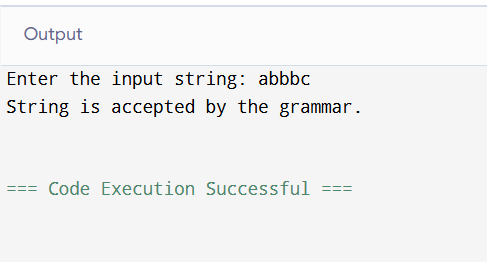 Output
Enter the input string: abbbc
String is accepted by the grammar.
=== Code Execution Successful ===